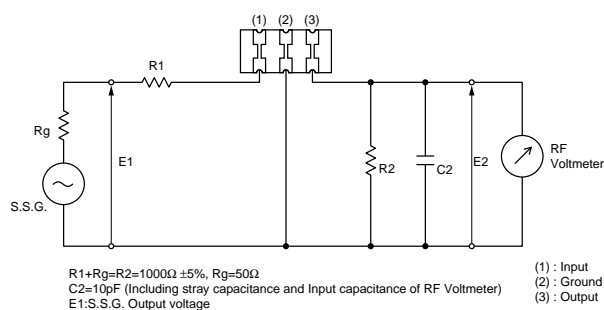 (1) (2) (3)
R1
Rg
E1
S.S.G.
R2
C2
E2
RF
Voltmeter
R1+Rg=R2=1000Ω ±5%, Rg=50Ω
C2=10pF (Including stray capacitance and Input capacitance of RF Voltmeter)
E1:S.S.G. Output voltage
(1) : Input
(2) : Ground
(3) : Output